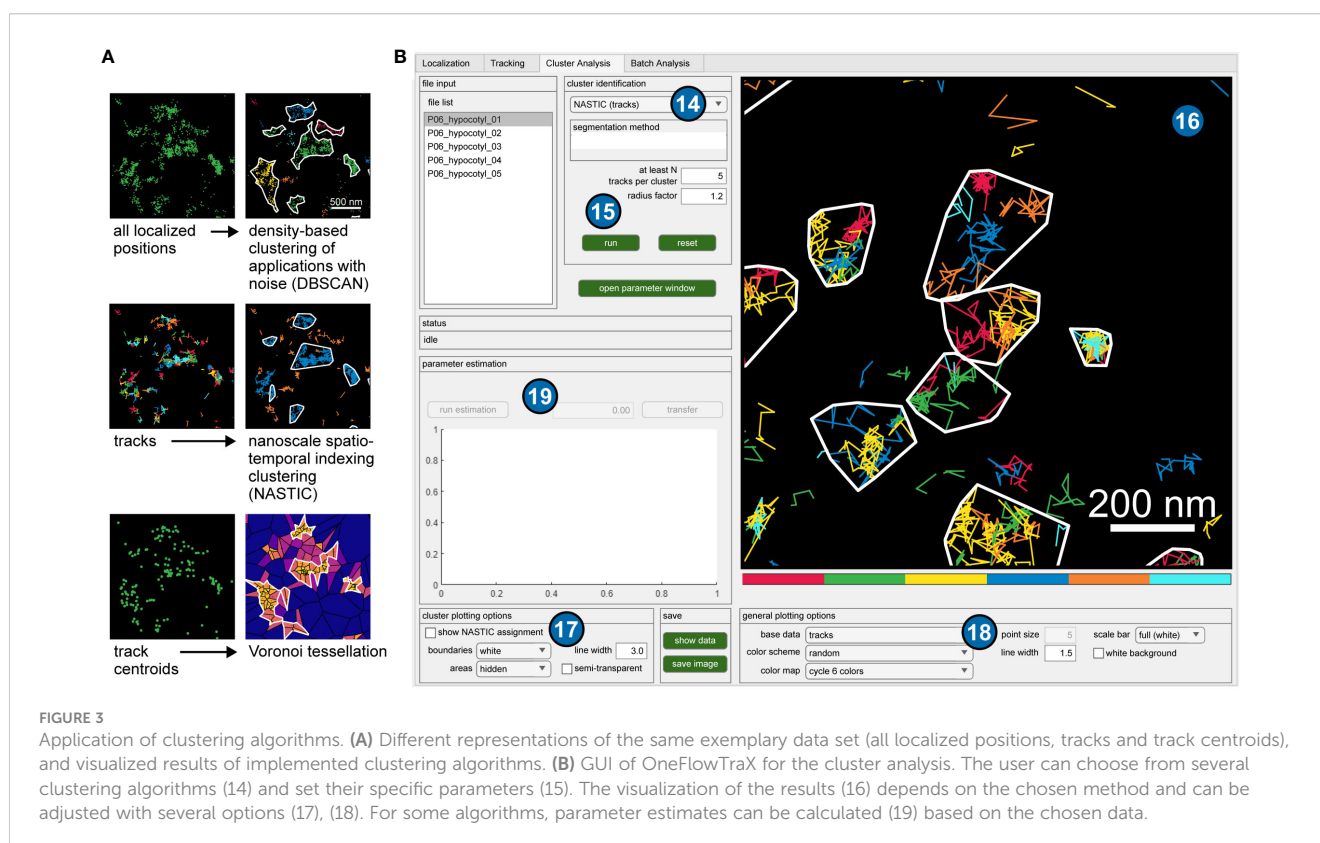 A
500 nm
all localized
positions
density-based
clustering of
applications with
noise (DBSCAN)
tracks
nanoscale spatio-
temporal indexing
clustering
(NASTIC)
track
centroids
Voronoi tessellation
B
Localization Tracking Cluster Analysis Batch Analysis
file input
file list
P06_hypocotyl_01
P06_hypocotyl_02
P06_hypocotyl_03
P06_hypocotyl_04
P06_hypocotyl_05
cluster identification
NASTIC (tracks)
14
segmentation method
at least N
tracks per cluster 5
radius factor 1.2
15
run reset
open parameter window
status
idle
parameter estimation
19
run estimation 0.00 transfer
1
0.8
0.6
0.4
0.2
0
0 0.2 0.4 0.6 0.8 1
16
200 nm
cluster plotting options
17
show NASTIC assignment
boundaries white line width 3.0
areas hidden semi-transparent
save
show data
save image
general plotting options
18
base data tracks point size 5 scale bar full (white)
color scheme random line width 1.5 white background
color map cycle 6 colors
FIGURE 3
Application of clustering algorithms. (A) Different representations of the same exemplary data set (all localized positions, tracks and track centroids),
and visualized results of implemented clustering algorithms. (B) GUI of OneFlowTraX for the cluster analysis. The user can choose from several
clustering algorithms (14) and set their specific parameters (15). The visualization of the results (16) depends on the chosen method and can be
adjusted with several options (17), (18). For some algorithms, parameter estimates can be calculated (19) based on the chosen data.